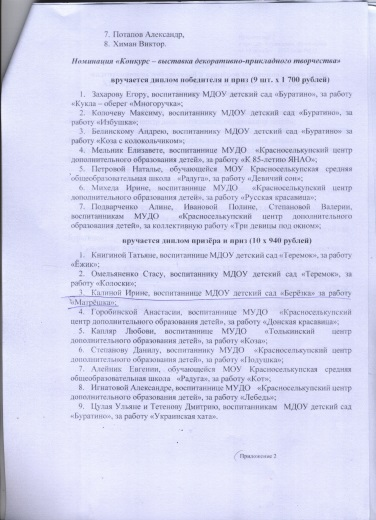 7. Потапов Александр,
8. Химан Виктор.
Номинация «Конкурс – выставка декоративно-прикладного творчества»
вручается диплом победителя и приз (9 шт. х 1 700 рублей)
1. Захарову Егору, воспитаннику МДОУ детский сад «Буратино», за работу
«Кукла – оберег «Многоручка»;
2. Колочеву Максиму, воспитаннику МДОУ детский сад «Буратино», за
работу «Избушка»;
3. Белинскому Андрею, воспитаннику МДОУ детский сад «Буратино» за
работу «Коза с колокольчиком»;
4. Мельник Елизавете, воспитаннице МУДО «Красноселькупский центр
дополнительного образования детей», за работу «К 85-летию ЯНАО»;
5. Петровой Наталье, обучающейся МОУ Красноселькупская средняя
общеобразовательная школа «Радуга», за работу «Девичий сон»;
6. Михеля Ирине, воспитаннице МУДО «Красноселькупский центр
дополнительного образования детей», за работу «Русская красавица»;
7. Подварченко Алине, Ивановой Полине, Степановой Валерии,
воспитанникам МУДО «Красноселькупский центр дополнительного
образования детей», за коллективную работу «Три девицы под окном»;
вручается диплом призёра и приз (10 х 940 рублей)
1. Книгиной Татьяне, воспитаннице МДОУ детский сад «Теремок», за работу
«Ёжик»;
2. Омельяненко Стасу, воспитаннику МДОУ детский сад «Теремок», за
работу «Колоски»;
3. Калиной Ирине, воспитаннице МДОУ детский сад «Берёзка» за работу
«Матрёшка»;
4. Горобинской Анастасии, воспитаннице МУДО «Красноселькупский
центр дополнительного образования детей», за работу «Донская красавица»;
5. Капляр Любови, воспитаннице МУДО «Толькинский центр
дополнительного образования детей», за работу «Коза»;
6. Степанову Данилу, воспитаннику МУДО «Красноселькупский центр
дополнительного образования детей», за работу «Подушка»;
7. Алейник Евгении, обучающейся МОУ Красноселькупская средняя
общеобразовательная школа «Радуга», за работу «Кот»;
8. Игнатовой Александре, воспитаннице МУДО «Красноселькупский центр
дополнительного образования детей», за работу «Лебедь»;
9. Цулая Ульяне и Тетенову Дмитрию, воспитанникам МДОУ детский сад
«Буратино», за работу «Украинская хата».
Приложение 2